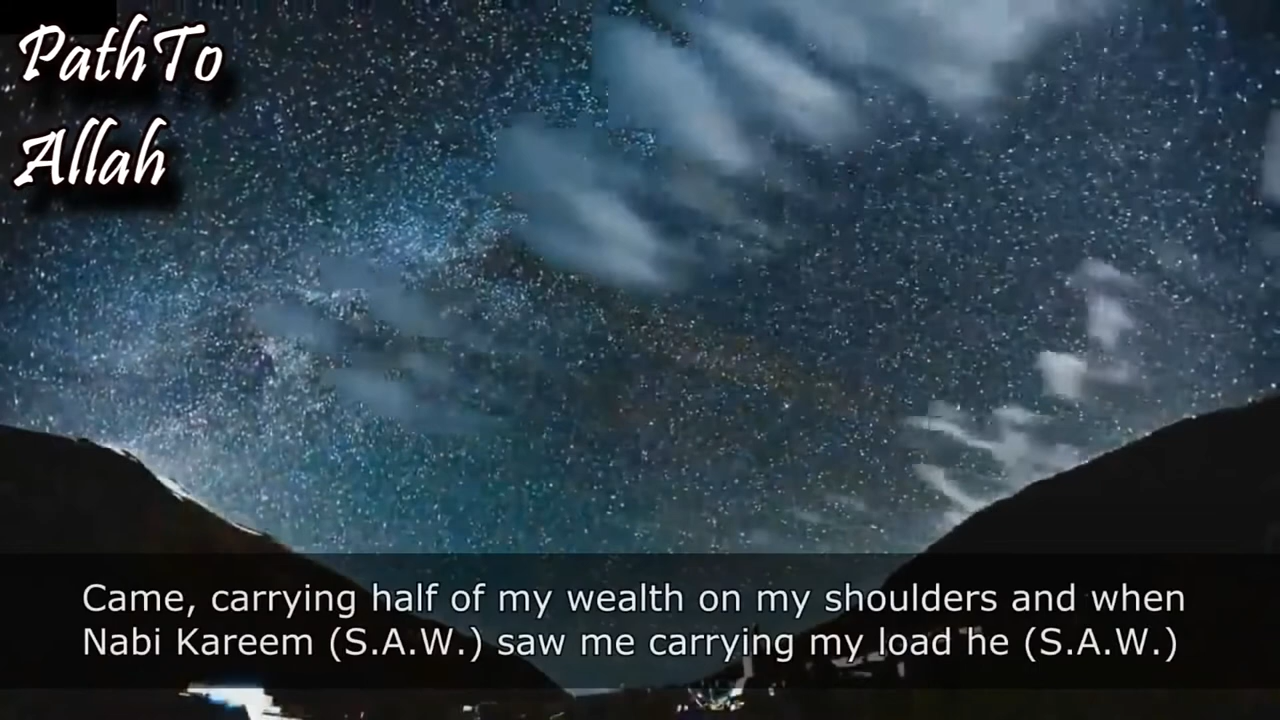 PathTo
Allah
Came, carrying half of my wealth on my shoulders and when
Nabi Kareem (S.A.W.) saw me carrying my load he (S.A.W.)